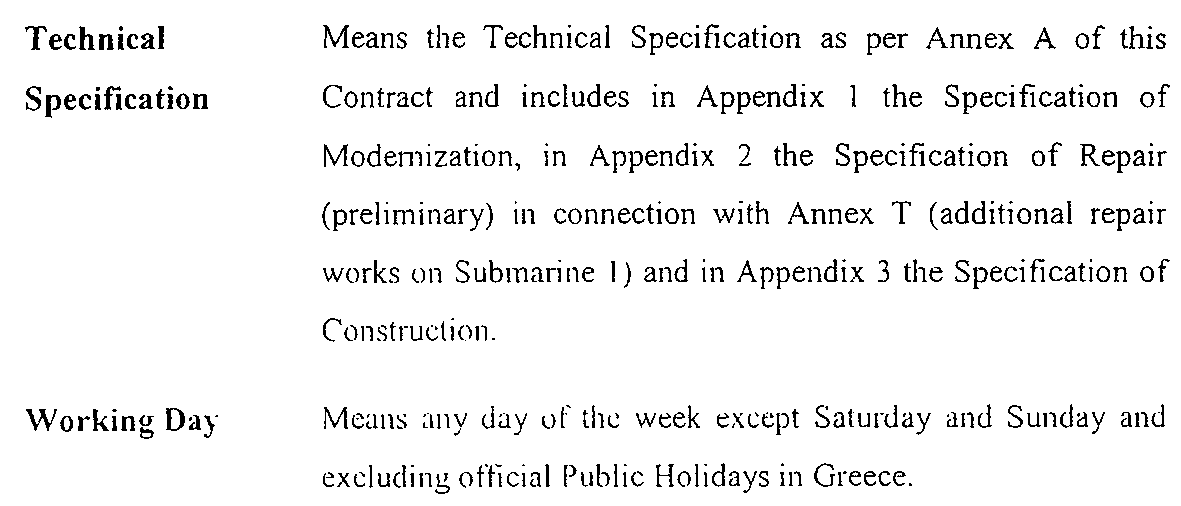 Technical Means the Technical Specification as per Annex A of this
Specification Contract and includes in Appendix 1 the Specification of
Modernization, in Appendix 2 the Specification of Repair
(preliminary) in connection with Annex T (additional repair
works on Submarine 1) and in Appendix 3 the Specification of
Construction.
Working Day Means any day of the week except Saturday and Sunday and
excluding official Public Holidays in Greece.